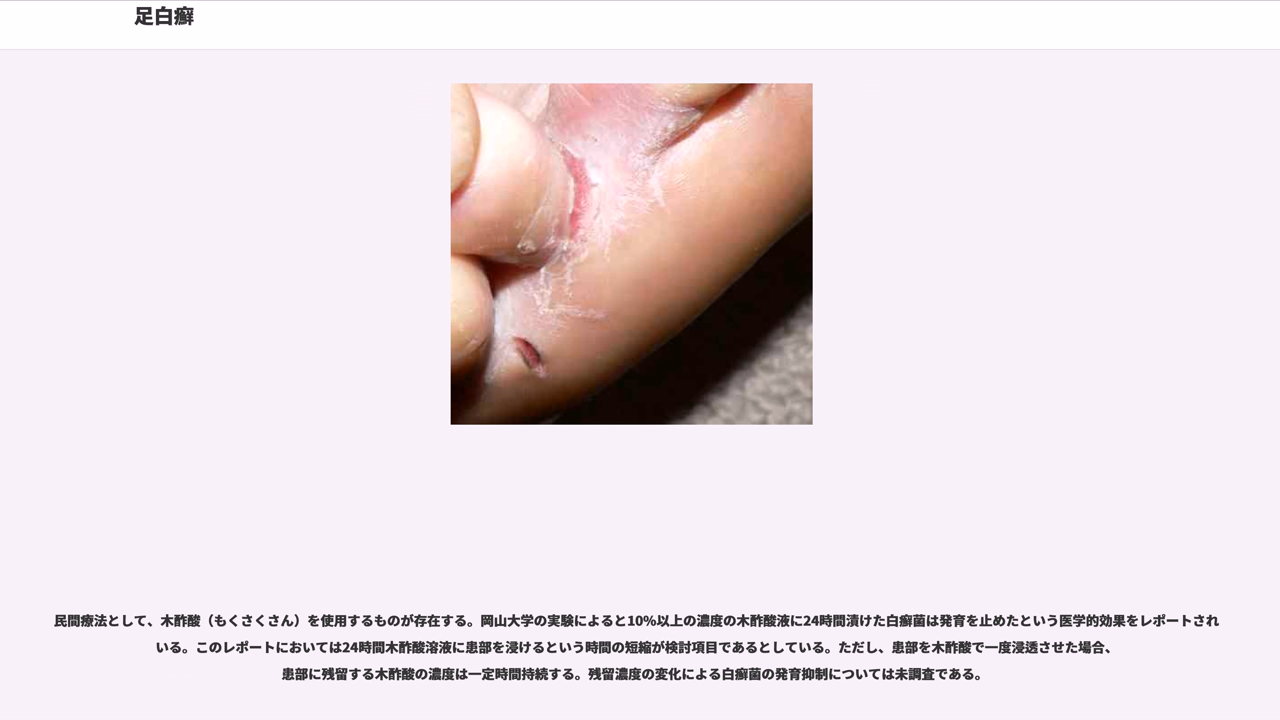 足白癬
民間療法として、木酢酸（もくさくさん）を使用するものが存在する。岡山大学の実験によると10%以上の濃度の木酢酸液に24時間漬けた白癬菌は発育を止めたという医学的効果をレポートされ
いる。このレポートにおいては24時間木酢酸溶液に患部を浸けるという時間の短縮が検討項目であるとしている。ただし、患部を木酢酸で一度浸透させた場合、
患部に残留する木酢酸の濃度は一定時間持続する。残留濃度の変化による白癬菌の発育抑制については未調査である。